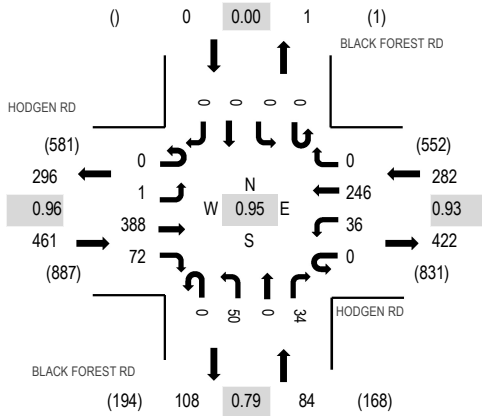 () 0 0.00 1 (1)
BLACK FOREST RD
HODGEN RD
0 0 0 0
(581) (552)
296 0 0 282
0.96 1 N 246 0.93
W 0.95 E
461 388 S 36 422
(887) 72 0 (831)
0 50 0 34
HODGEN RD
BLACK FOREST RD
(194) 108 0.79 84 (168)